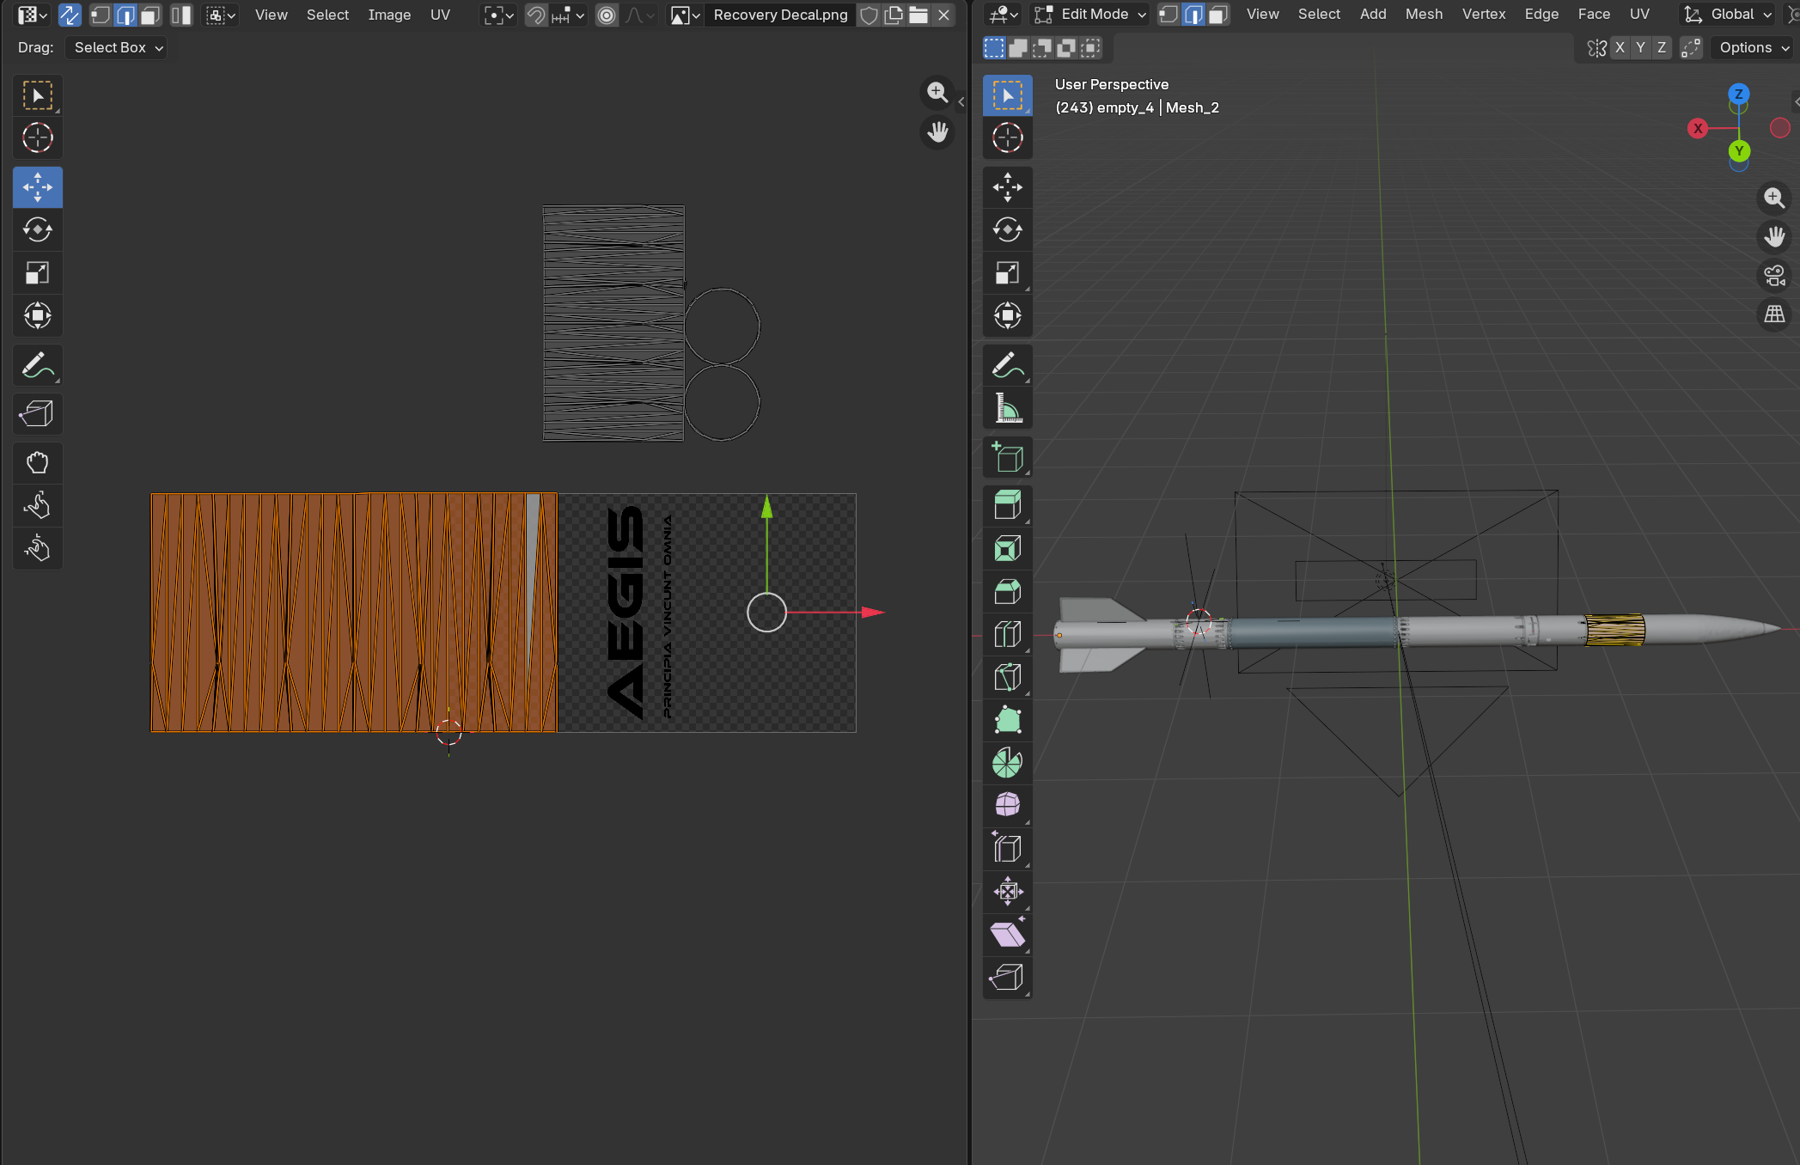 View Select Image UV Recovery Decal.png
Drag: Select Box
AEGIS
PRINCIPIA VINCUNT OMNIA
Edit Mode View Select Add Mesh Vertex Edge Face UV Global
X Y Z Options
User Perspective
(243) empty_4 | Mesh_2
Z
X
Y